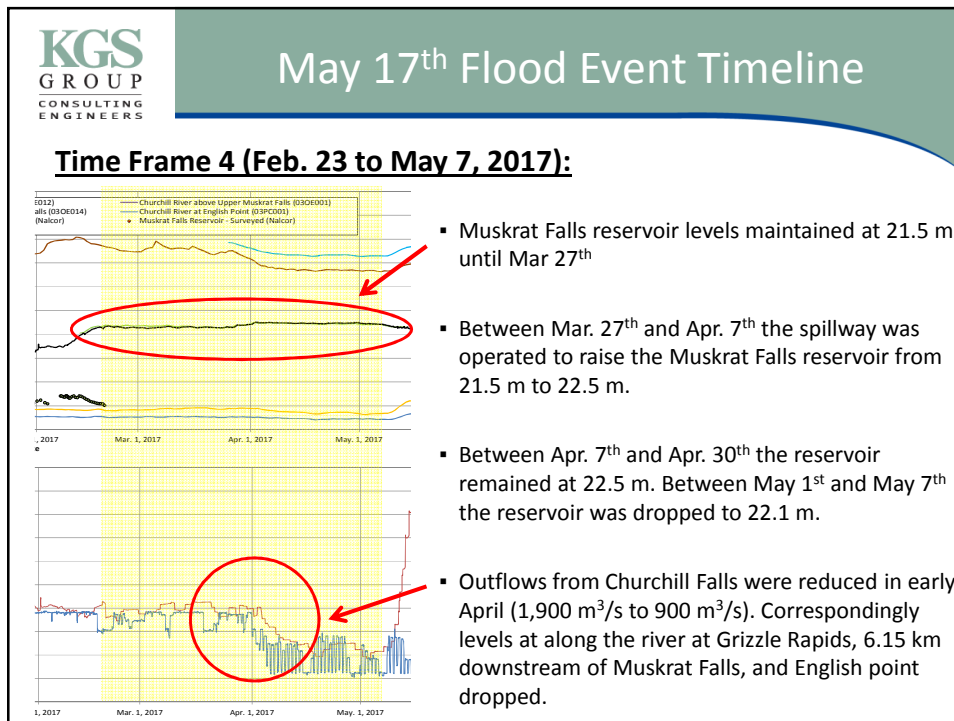 KGS
GROUP
CONSULTING
ENGINEERS
May 17th Flood Event Timeline
Time Frame 4 (Feb. 23 to May 7, 2017):
E012)
Churchill River above Upper Muskrat Falls (03OE001)
alls (03OE014)
Churchill River at English Point (03PC001)
(Nalcor)
Muskrat Falls Reservoir - Surveyed (Nalcor)
1, 2017
Mar. 1, 2017
Apr. 1, 2017
May. 1, 2017
e
1, 2017
Mar. 1, 2017
Apr. 1, 2017
May. 1, 2017
▪ Muskrat Falls reservoir levels maintained at 21.5 m
until Mar 27th
▪ Between Mar. 27th and Apr. 7th the spillway was
operated to raise the Muskrat Falls reservoir from
21.5 m to 22.5 m.
▪ Between Apr. 7th and Apr. 30th the reservoir
remained at 22.5 m. Between May 1st and May 7th
the reservoir was dropped to 22.1 m.
▪ Outflows from Churchill Falls were reduced in early
April (1,900 m3/s to 900 m3/s). Correspondingly
levels at along the river at Grizzle Rapids, 6.15 km
downstream of Muskrat Falls, and English point
dropped.